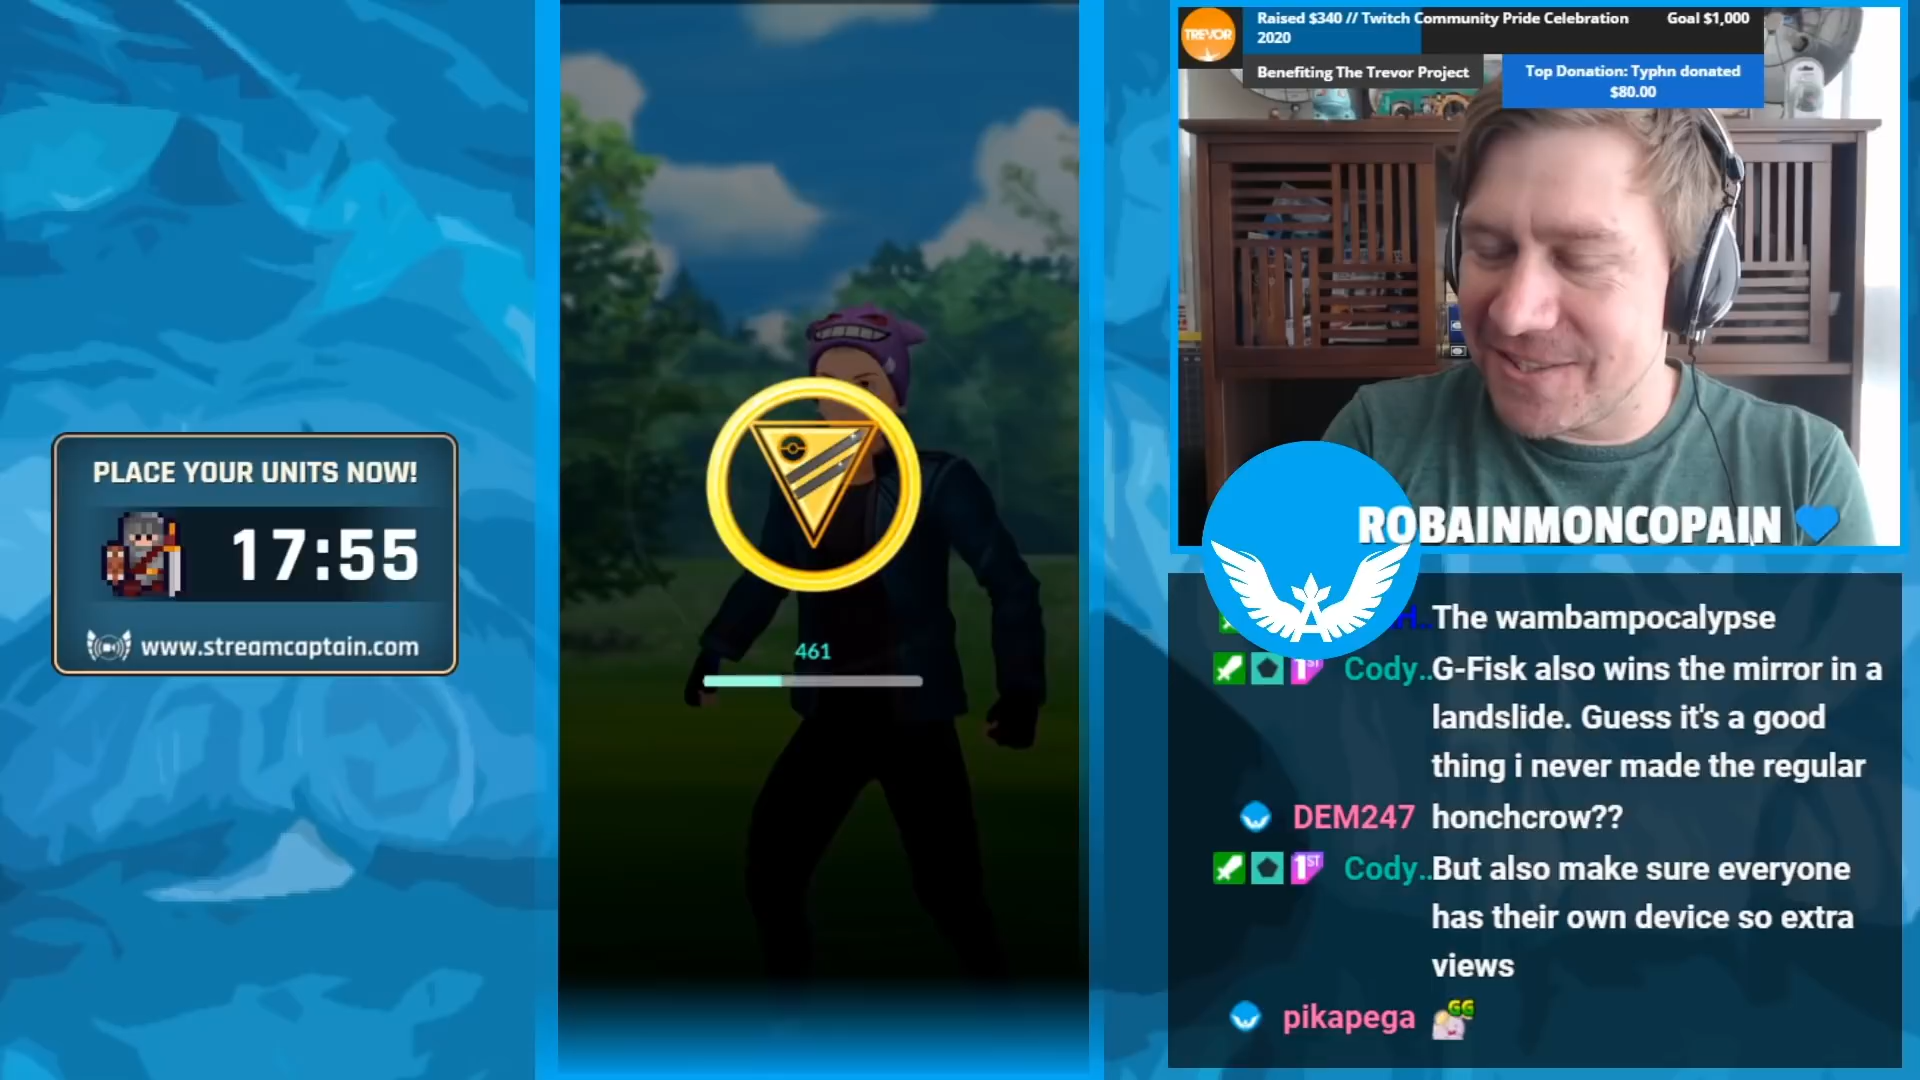 PLACE YOUR UNITS NOW!
17:55
www.streamcaptain.com
461
TREVOR
Raised $340 // Twitch Community Pride Celebration
2020
Goal $1,000
Benefiting The Trevor Project
Top Donation: Typhn donated
$80.00
ROBAINMONCOPAIN
The wambampocalypse
1ST Cody.. G-Fisk also wins the mirror in a
landslide. Guess it's a good
thing i never made the regular
DEM247 honchcrow??
1ST Cody.. But also make sure everyone
has their own device so extra
views
pikapega GG